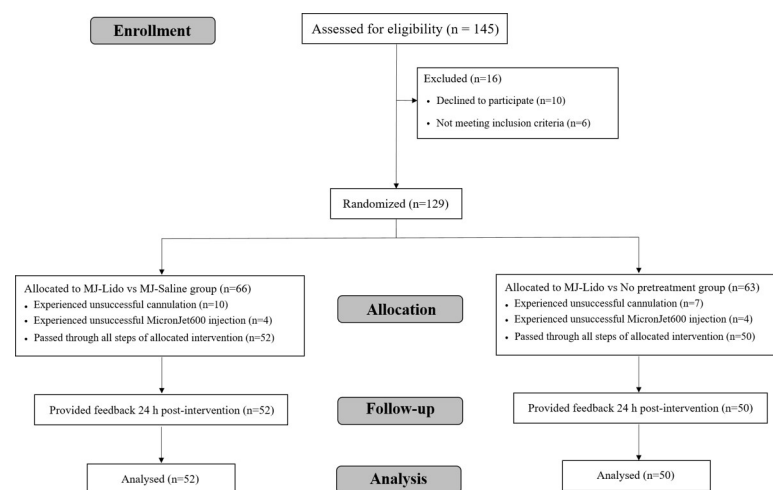 Enrollment
Assessed for eligibility (n = 145)
Excluded (n=16)
• Declined to participate (n=10)
• Not meeting inclusion criteria (n=6)
Randomized (n=129)
Allocated to MJ-Lido vs MJ-Saline group (n=66)
• Experienced unsuccessful cannulation (n=10)
• Experienced unsuccessful MicronJet600 injection (n=4)
• Passed through all steps of allocated intervention (n=52)
Allocation
Allocated to MJ-Lido vs No pretreatment group (n=63)
• Experienced unsuccessful cannulation (n=7)
• Experienced unsuccessful MicronJet600 injection (n=4)
• Passed through all steps of allocated intervention (n=50)
Provided feedback 24 h post-intervention (n=52)
Follow-up
Provided feedback 24 h post-intervention (n=50)
Analysed (n=52)
Analysis
Analysed (n=50)